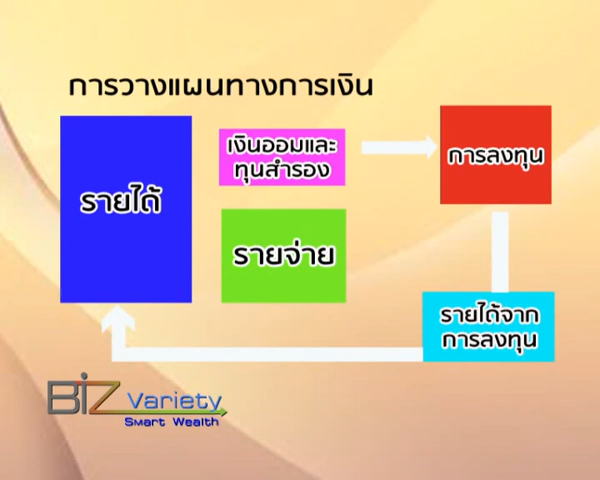 การวางแผนทางการเงิน
รายได้
เงินออมและ
ทุนสำรอง
การลงทุน
รายจ่าย
รายได้จาก
การลงทุน
BiZ Variety
Smart Wealth